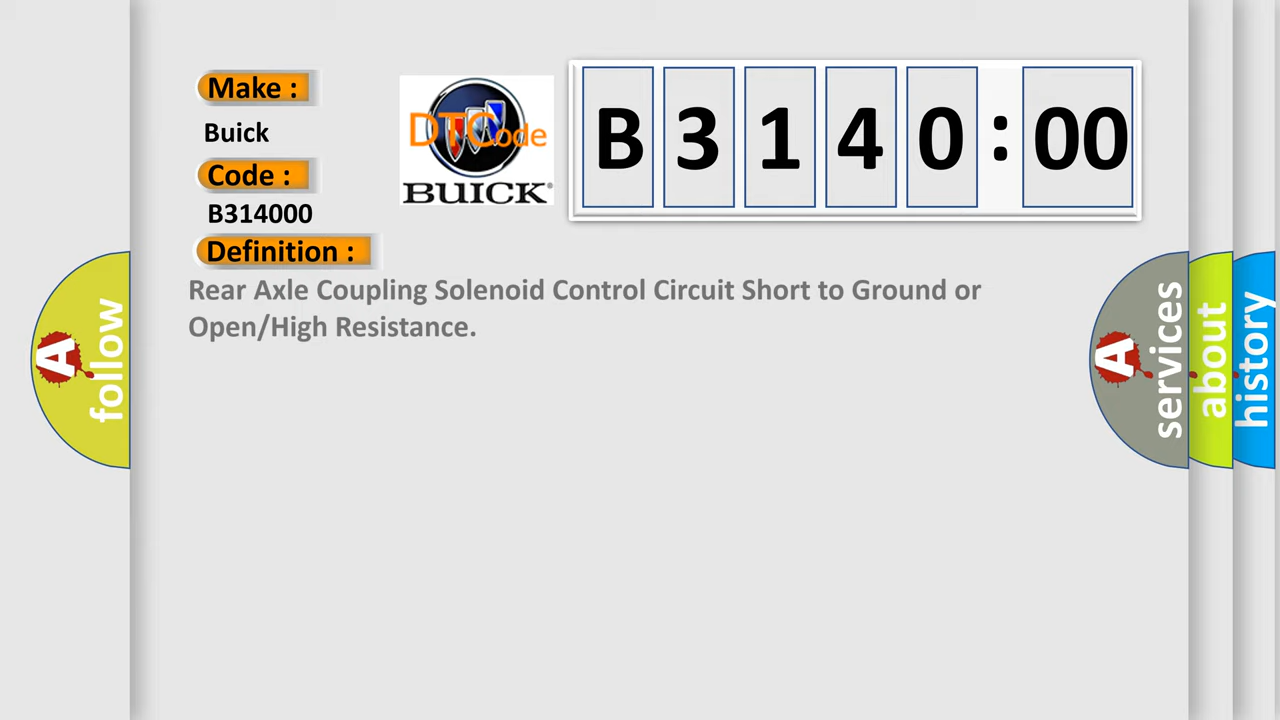 Make :
Buick
Code :
B314000
Definition :
DTCode
BUICK®
B 3 1 4 0 : 00
Rear Axle Coupling Solenoid Control Circuit Short to Ground or
Open/High Resistance.
A follow
A services
about
history